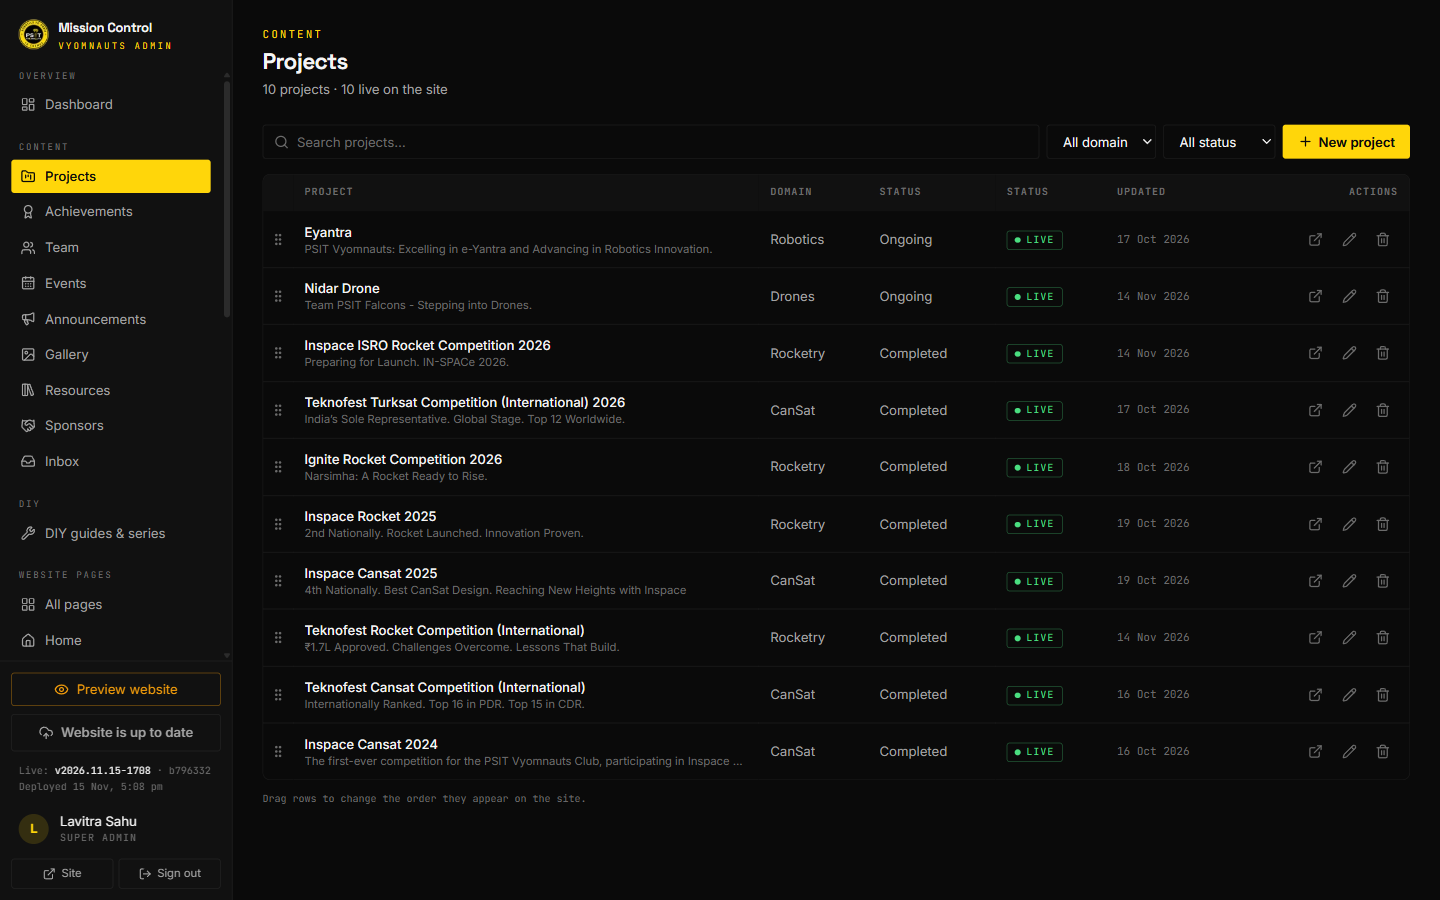 Mission Control
VYOMNAUTS ADMIN
OVERVIEW
Dashboard
CONTENT
Projects
Achievements
Team
Events
Announcements
Gallery
Resources
Sponsors
Inbox
DIY
DIY guides & series
WEBSITE PAGES
All pages
Home
Preview website
Website is up to date
Live: v2026.11.15-1708 · b796332
Deployed 15 Nov, 5:08 pm
L
Lavitra Sahu
SUPER ADMIN
Site
Sign out
CONTENT
Projects
10 projects · 10 live on the site
Search projects...
All domain
All status
New project
PROJECT DOMAIN STATUS STATUS UPDATED ACTIONS
Eyantra
PSIT Vyomnauts: Excelling in e-Yantra and Advancing in Robotics Innovation.
Robotics Ongoing LIVE 17 Oct 2026
Nidar Drone
Team PSIT Falcons - Stepping into Drones.
Drones Ongoing LIVE 14 Nov 2026
Inspace ISRO Rocket Competition 2026
Preparing for Launch. IN-SPACe 2026.
Rocketry Completed LIVE 14 Nov 2026
Teknofest Turksat Competition (International) 2026
India's Sole Representative. Global Stage. Top 12 Worldwide.
CanSat Completed LIVE 17 Oct 2026
Ignite Rocket Competition 2026
Narsimha: A Rocket Ready to Rise.
Rocketry Completed LIVE 18 Oct 2026
Inspace Rocket 2025
2nd Nationally. Rocket Launched. Innovation Proven.
Rocketry Completed LIVE 19 Oct 2026
Inspace Cansat 2025
4th Nationally. Best CanSat Design. Reaching New Heights with Inspace
CanSat Completed LIVE 19 Oct 2026
Teknofest Rocket Competition (International)
₹1.7L Approved. Challenges Overcome. Lessons That Build.
Rocketry Completed LIVE 14 Nov 2026
Teknofest Cansat Competition (International)
Internationally Ranked. Top 16 in PDR. Top 15 in CDR.
CanSat Completed LIVE 16 Oct 2026
Inspace Cansat 2024
The first-ever competition for the PSIT Vyomnauts Club, participating in Inspace ...
CanSat Completed LIVE 16 Oct 2026
Drag rows to change the order they appear on the site.